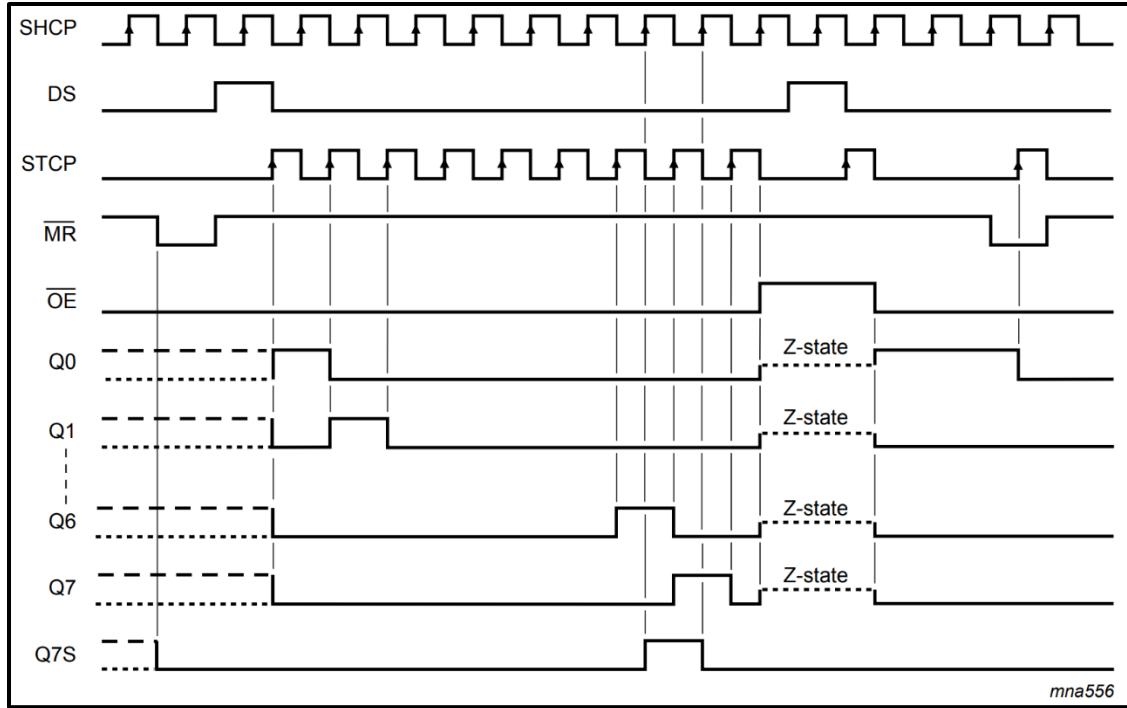 SHCP
DS
STCP
MR
OE
Q0 Z-state
Q1 Z-state
Q6 Z-state
Q7 Z-state
Q7S
mna556